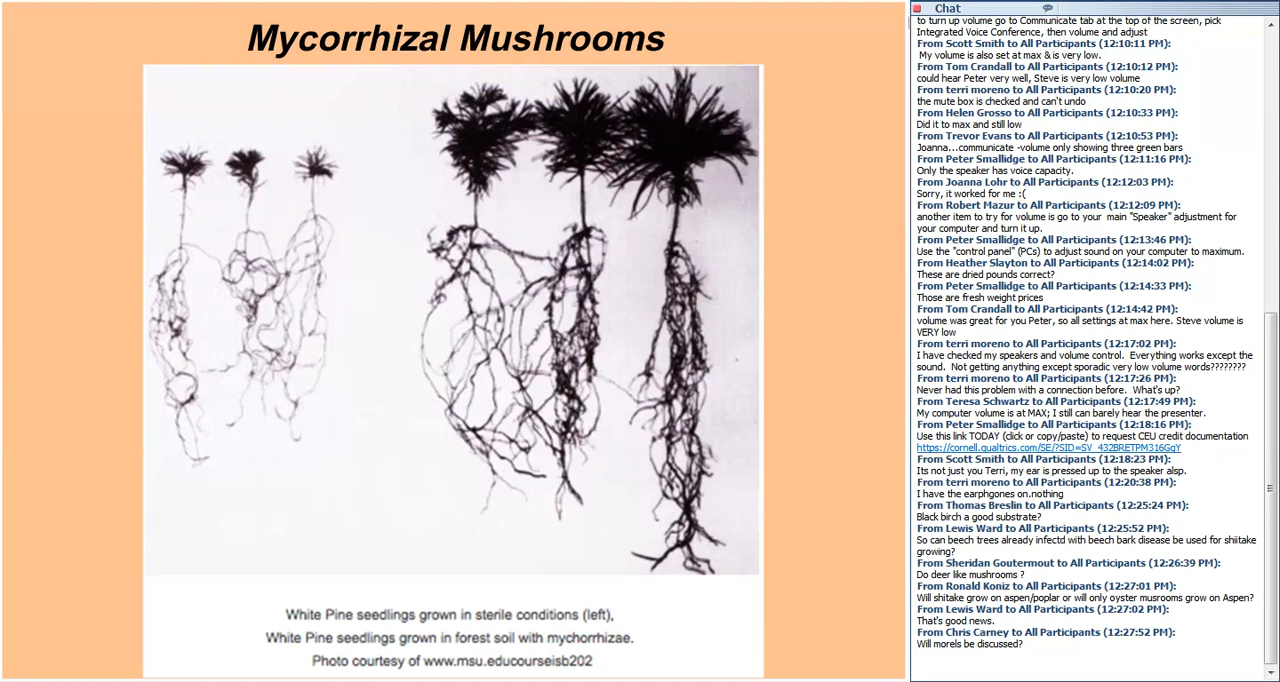 Mycorrhizal Mushrooms
White Pine seedlings grown in sterile conditions (left),
White Pine seedlings grown in forest soil with mychorrhizae.
Photo courtesy of www.msu.educourseisb202
Chat
to turn up volume go to Communicate tab at the top of the screen, pick
Integrated Voice Conference, then volume and adjust
From Scott Smith to All Participants (12:10:11 PM):
My volume is also set at max & is very low.
From Tom Crandall to All Participants (12:10:12 PM):
could hear Peter very well, Steve is very low volume
From terri moreno to All Participants (12:10:20 PM):
the mute box is checked and can't undo
From Helen Grosso to All Participants (12:10:33 PM):
Did it to max and still low
From Trevor Evans to All Participants (12:10:53 PM):
Joanna...communicate -volume only showing three green bars
From Peter Smallidge to All Participants (12:11:16 PM):
Only the speaker has voice capacity.
From Joanna Lohr to All Participants (12:12:03 PM):
Sorry, it worked for me :(
From Robert Mazur to All Participants (12:12:09 PM):
another item to try for volume is go to your main "Speaker" adjustment for
your computer and turn it up.
From Peter Smallidge to All Participants (12:13:46 PM):
Use the "control panel" (PCs) to adjust sound on your computer to maximum.
From Heather Slayton to All Participants (12:14:02 PM):
These are dried pounds correct?
From Peter Smallidge to All Participants (12:14:33 PM):
Those are fresh weight prices
From Tom Crandall to All Participants (12:14:42 PM):
volume was great for you Peter, so all settings at max here. Steve volume is
VERY low
From terri moreno to All Participants (12:17:02 PM):
I have checked my speakers and volume control. Everything works except the
sound. Not getting anything except sporadic very low volume words????????
From terri moreno to All Participants (12:17:26 PM):
Never had this problem with a connection before. What's up?
From Teresa Schwartz to All Participants (12:17:49 PM):
My computer volume is at MAX; I still can barely hear the presenter.
From Peter Smallidge to All Participants (12:18:16 PM):
Use this link TODAY (click or copy/paste) to request CEU credit documentation
https://cornell.qualtrics.com/SE/?SID=SV_432BRETPM316GgY
From Scott Smith to All Participants (12:18:23 PM):
Its not just you Terri, my ear is pressed up to the speaker alsp.
From terri moreno to All Participants (12:20:38 PM):
I have the earphgones on.nothing
From Thomas Breslin to All Participants (12:25:24 PM):
Black birch a good substrate?
From Lewis Ward to All Participants (12:25:52 PM):
So can beech trees already infectd with beech bark disease be used for shiitake
growing?
From Sheridan Goutermout to All Participants (12:26:39 PM):
Do deer like mushrooms ?
From Ronald Koniz to All Participants (12:27:01 PM):
Will shitake grow on aspen/poplar or will only oyster musrooms grow on Aspen?
From Lewis Ward to All Participants (12:27:02 PM):
That's good news.
From Chris Carney to All Participants (12:27:52 PM):
Will morels be discussed?